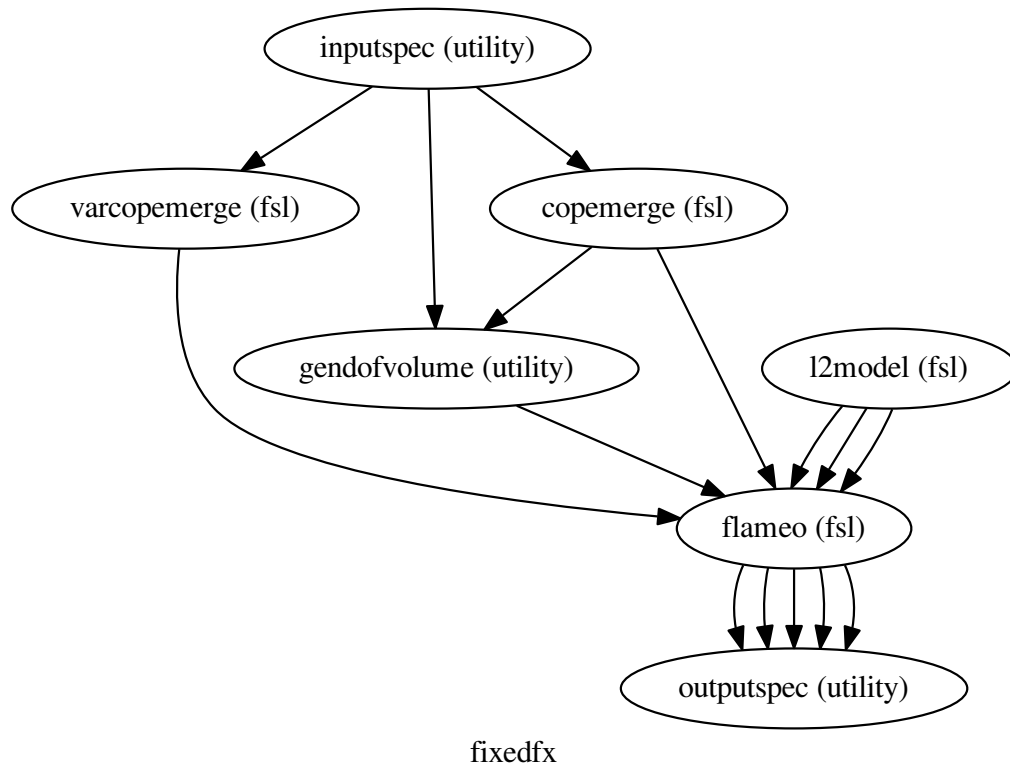 inputspec (utility)
varcopemerge (fsl)
copemerge (fsl)
gendofvolume (utility)
l2model (fsl)
flameo (fsl)
outputspec (utility)
fixedfx